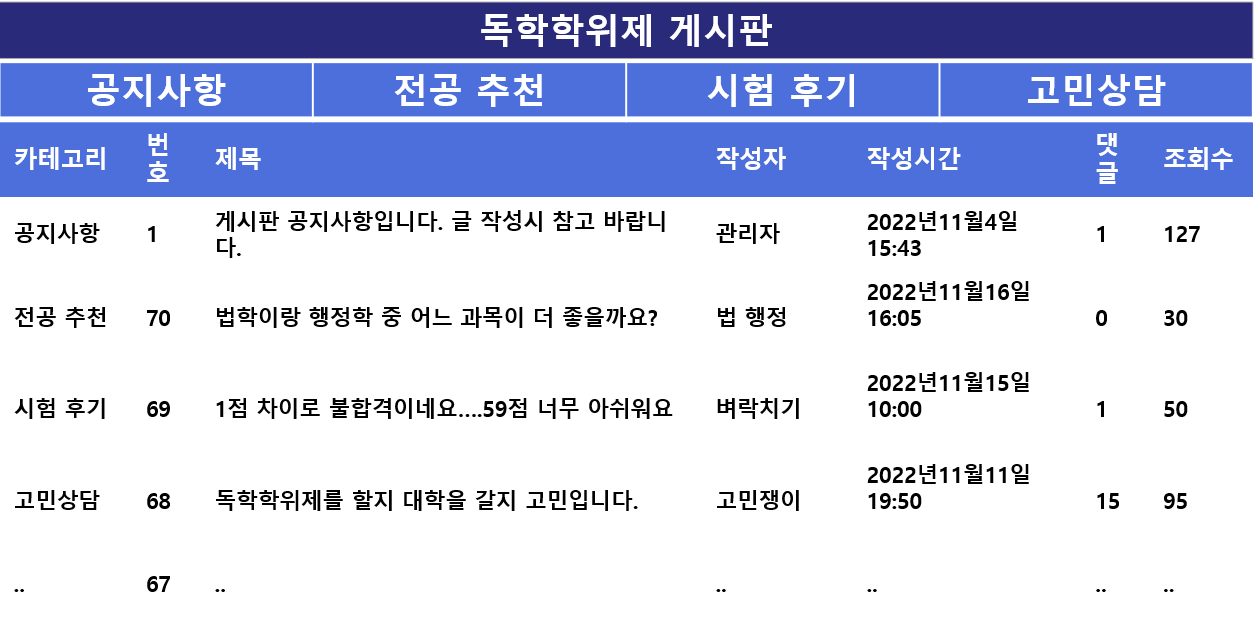 독학학위제 게시판
공지사항 전공 추천 시험 후기 고민상담
카테고리 번호 제목 작성자 작성시간 댓글 조회수
공지사항 1 게시판 공지사항입니다. 글 작성시 참고 바랍니다. 관리자 2022년11월4일 15:43 1 127
전공 추천 70 법학이랑 행정학 중 어느 과목이 더 좋을까요? 법 행정 2022년11월16일 16:05 0 30
시험 후기 69 1점 차이로 불합격이네요....59점 너무 아쉬워요 벼락치기 2022년11월15일 10:00 1 50
고민상담 68 독학학위제를 할지 대학을 갈지 고민입니다. 고민쟁이 2022년11월11일 19:50 15 95
.. 67 .. .. .. .. ..